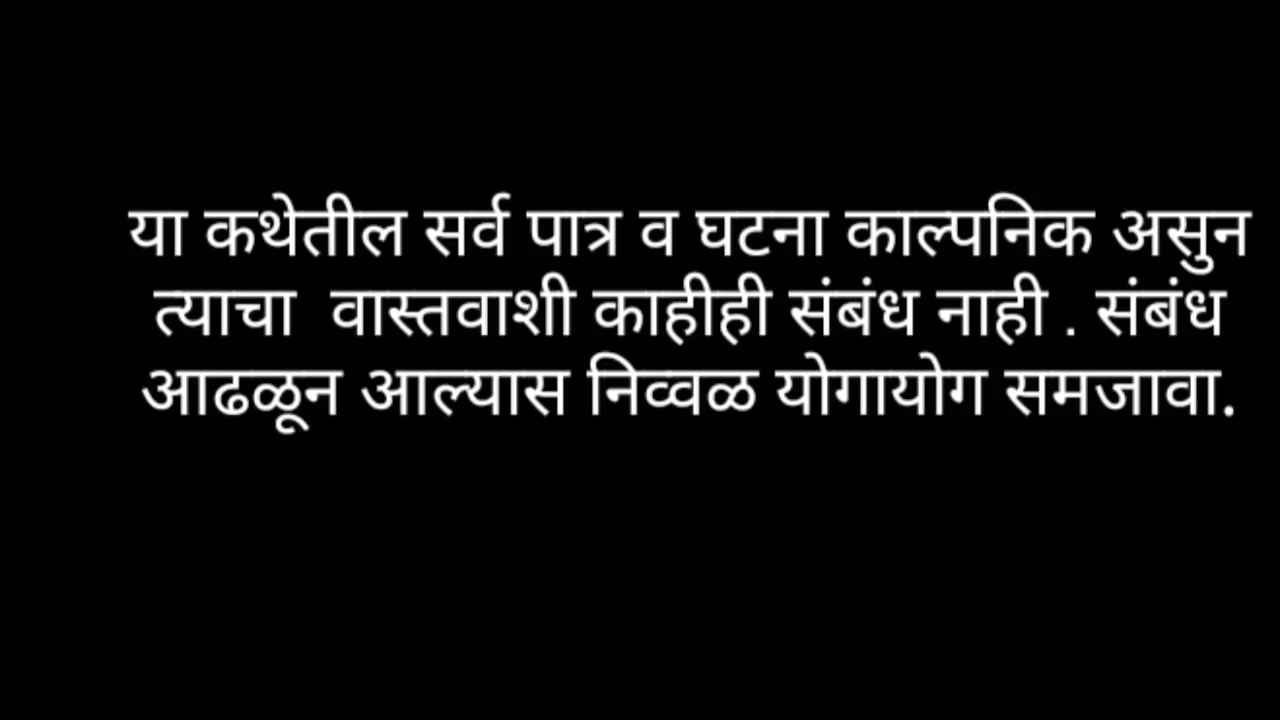 या कथेतील सर्व पात्र व घटना काल्पनिक असुन
त्याचा  वास्तवाशी काहीही संबंध नाही . संबंध
आढळून आल्यास निव्वळ योगायोग समजावा.